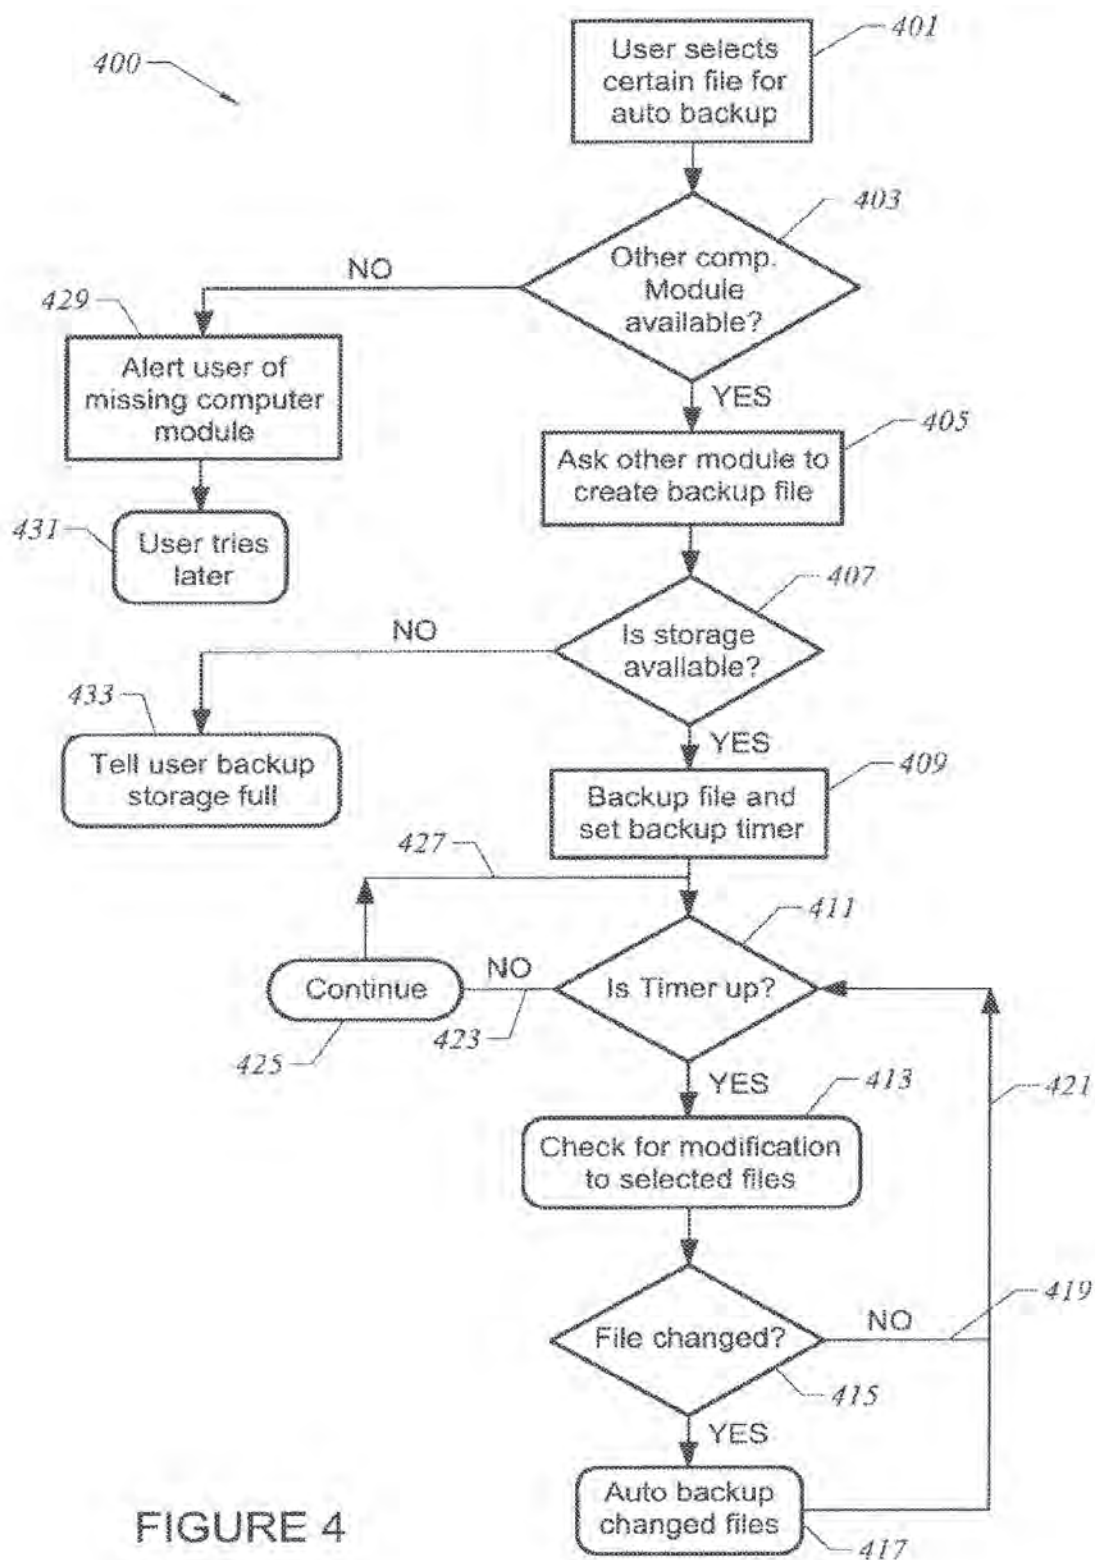 401
User selects
certain file for
auto backup
400
403
Other comp.
Module
available?
NO
429
Alert user of
missing computer
module
YES
405
Ask other module to
create backup file
431
User tries
later
407
Is storage
available?
NO
433
Tell user backup
storage full
YES
409
Backup file and
set backup timer
427
411
Is Timer up?
NO
Continue
423
425
YES
413
421
Check for modification
to selected files
419
File changed?
NO
415
YES
Auto backup
changed files
417
FIGURE 4